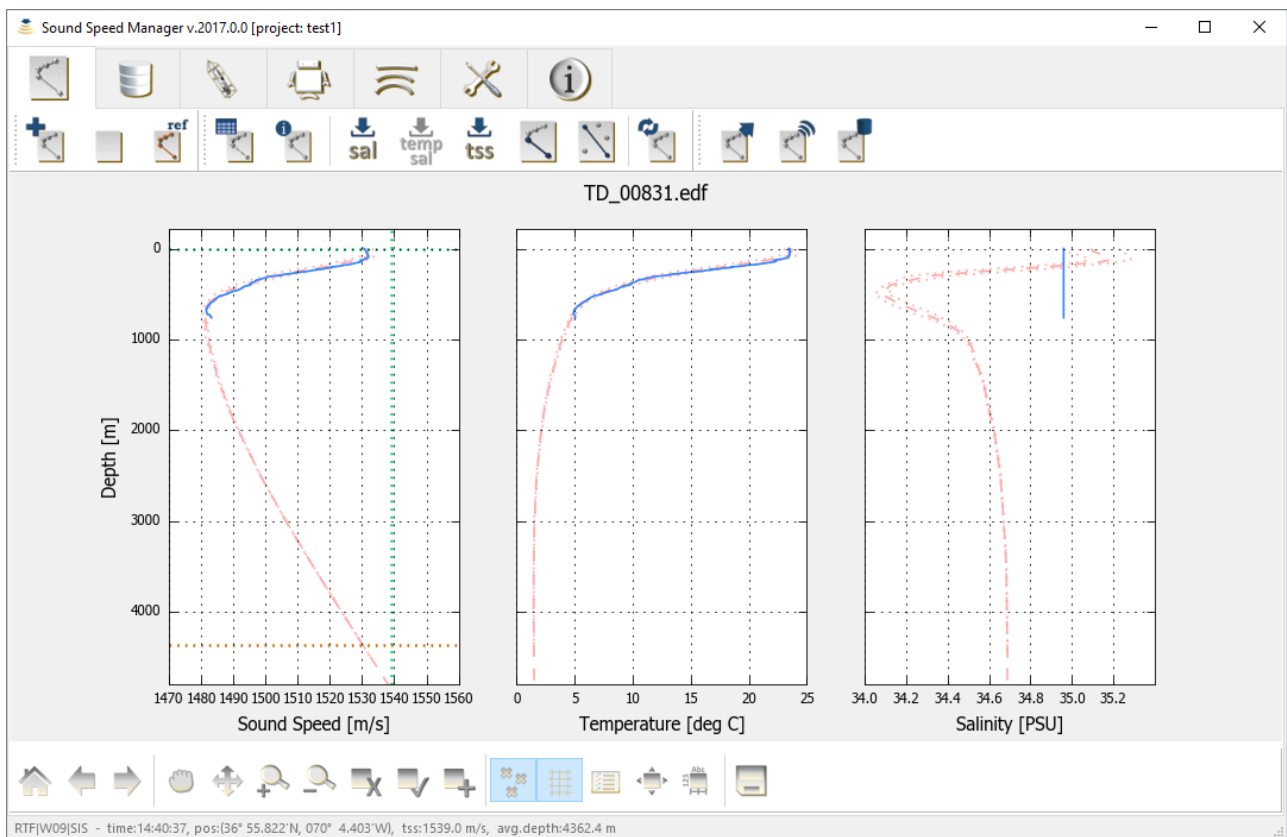 Sound Speed Manager v.2017.0.0 [project: test1]
i
ref
i
sal
temp
sal
tss
TD_00831.edf
0
1000
2000
3000
4000
Depth [m]
1470 1480 1490 1500 1510 1520 1530 1540 1550 1560
Sound Speed [m/s]
0 5 10 15 20 25
Temperature [deg C]
34.0 34.2 34.4 34.6 34.8 35.0 35.2
Salinity [PSU]
Abc
123
RTF|W09|SIS - time:14:40:37, pos:(36° 55.822'N, 070° 4.403'W), tss:1539.0 m/s, avg.depth:4362.4 m